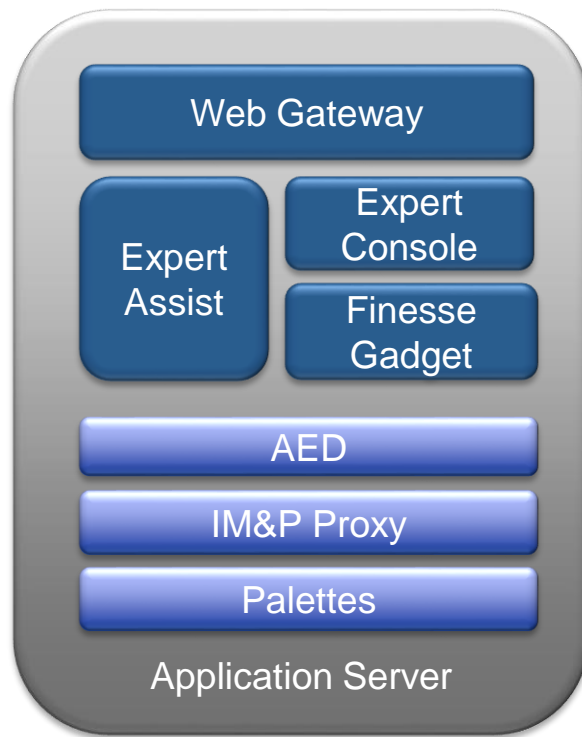 Web Gateway
Expert
Assist
Expert
Console
Finesse
Gadget
AED
IM&P Proxy
Palettes
Application Server